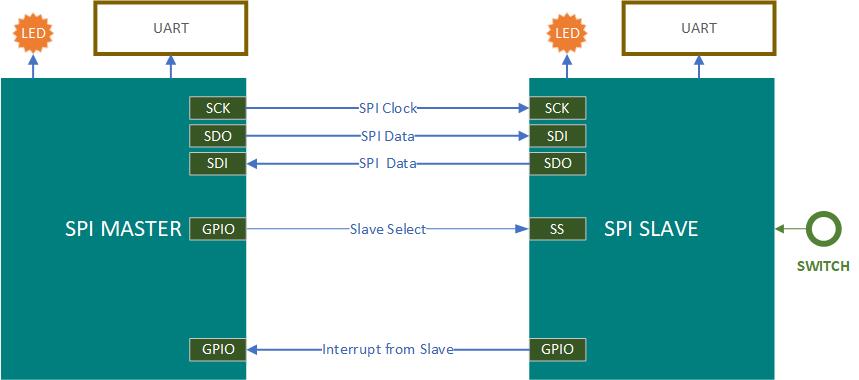 LED
UART
LED
UART
SCK
SPI Clock
SCK
SDO
SPI Data
SDI
SDI
SPI Data
SDO
SPI MASTER
GPIO
Slave Select
SS
SPI SLAVE
SWITCH
GPIO
Interrupt from Slave
GPIO